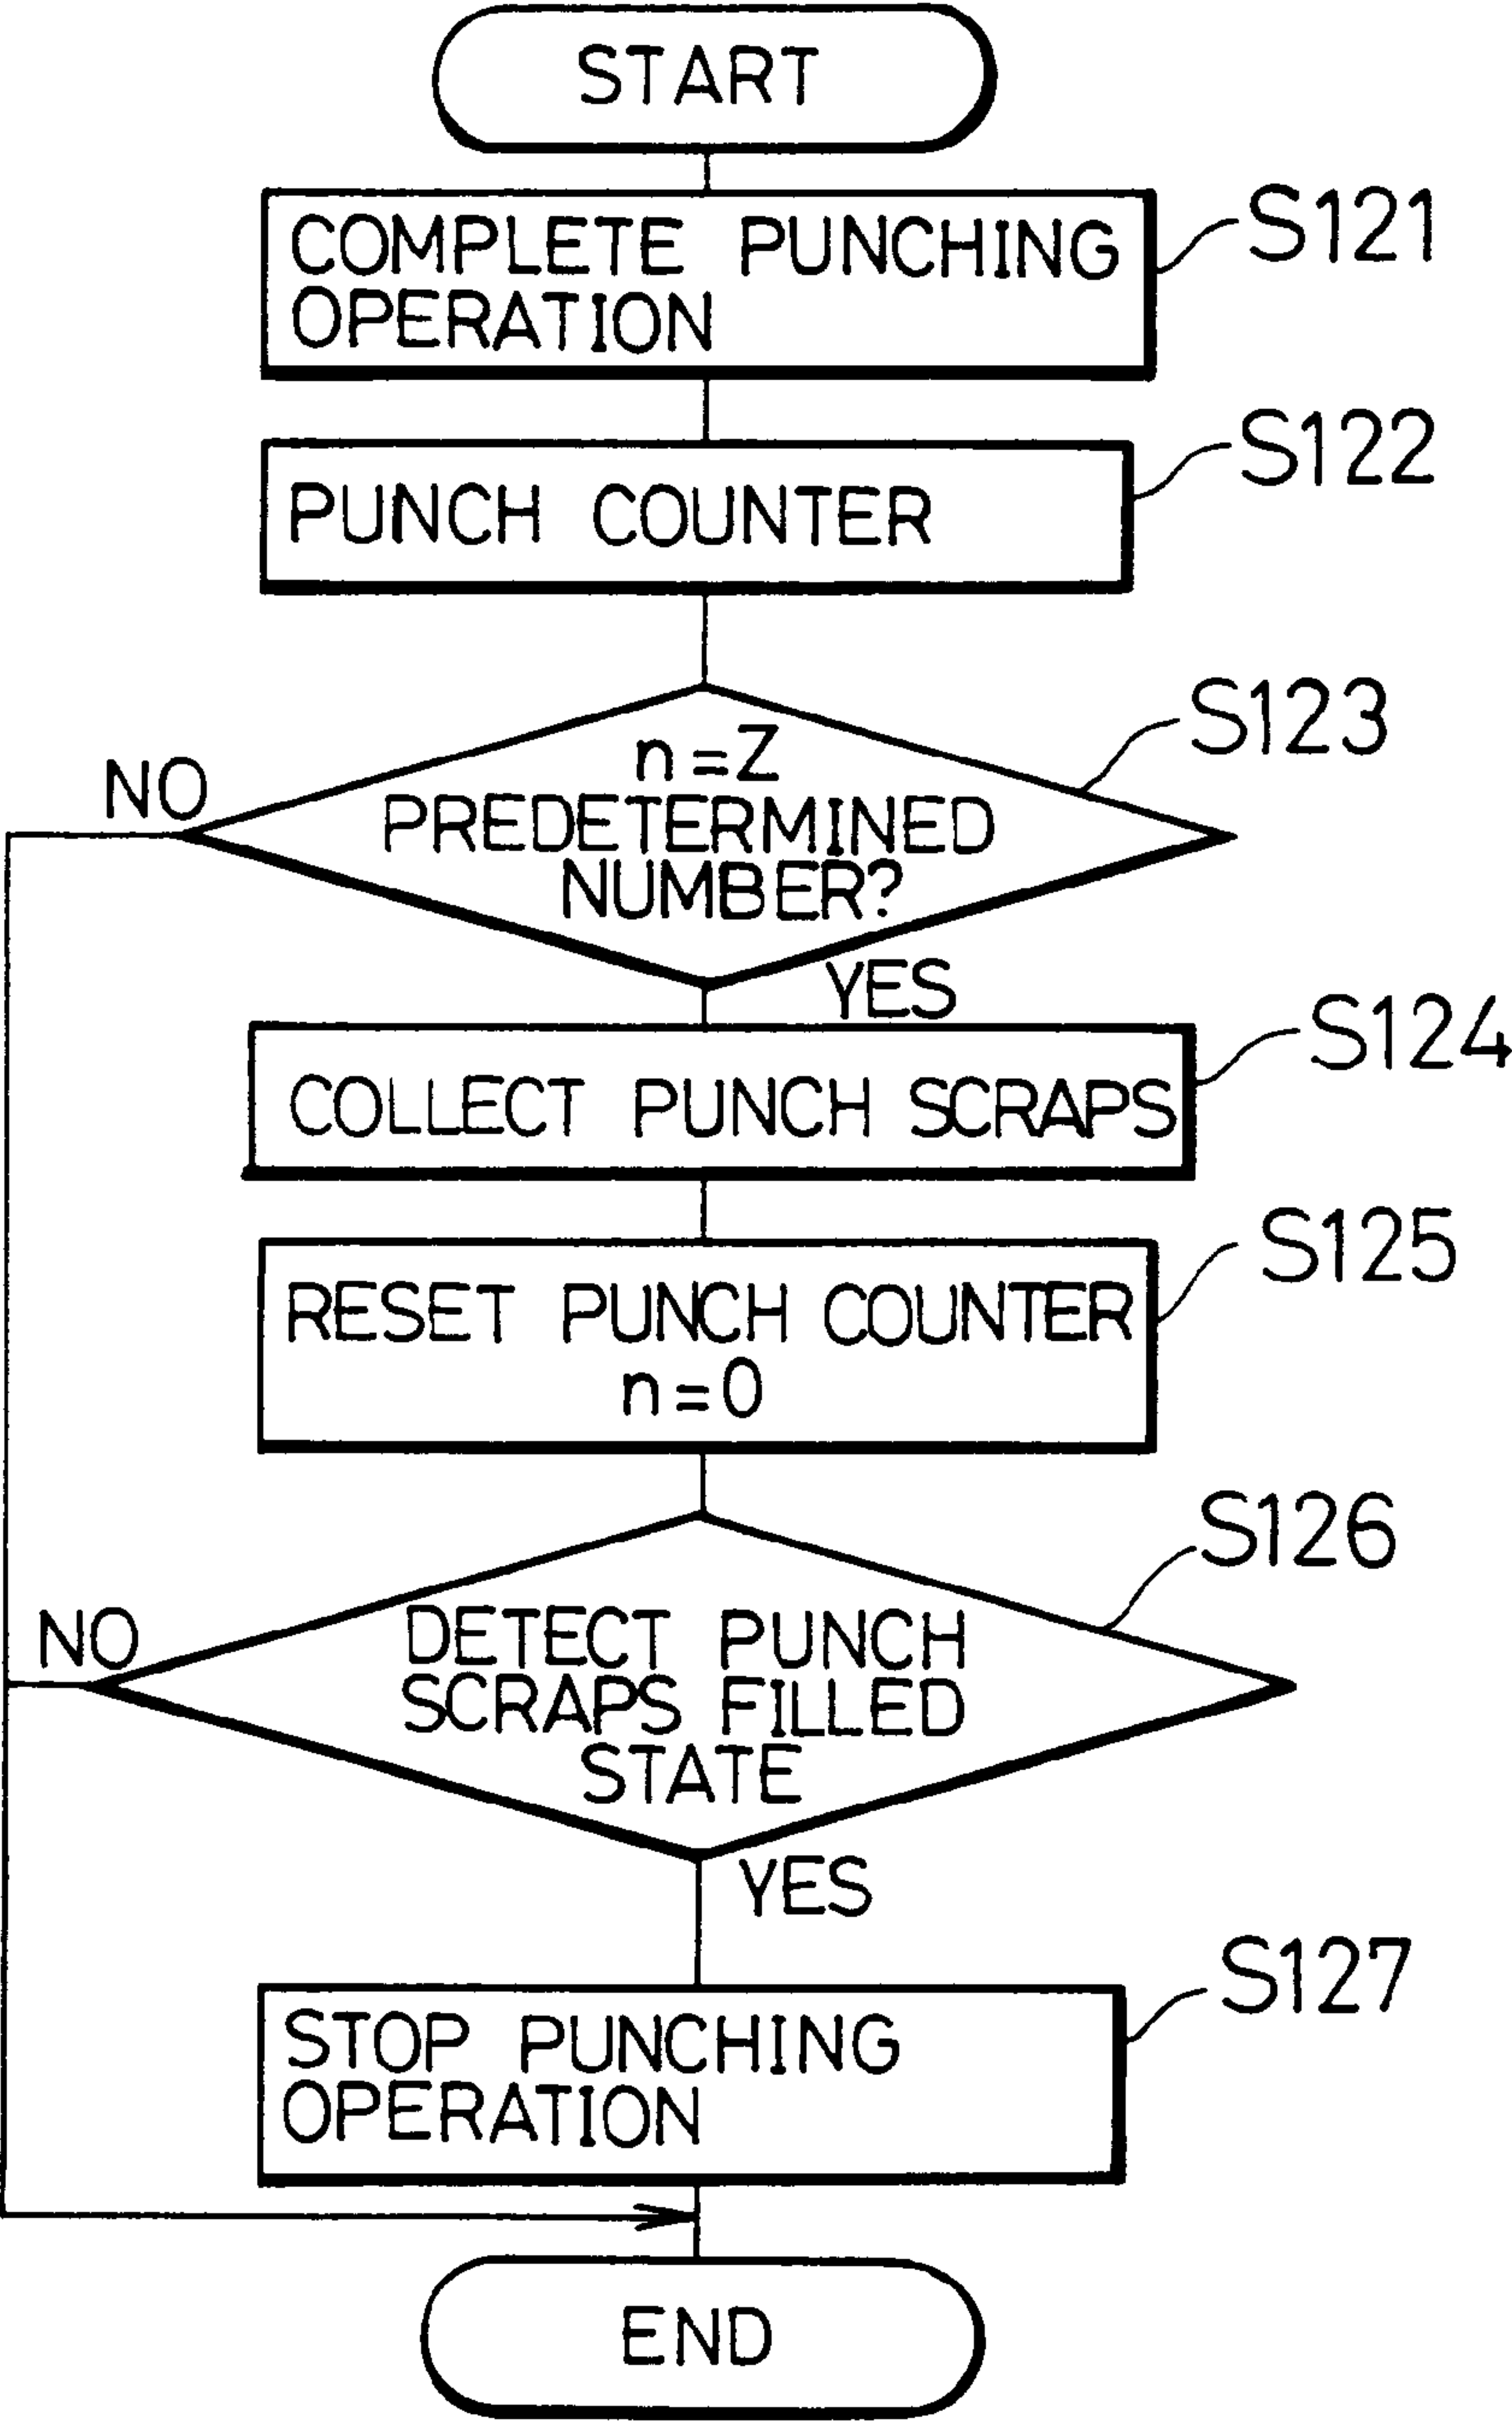 START
COMPLETE PUNCHING
OPERATION
S121
PUNCH COUNTER
S122
n=Z
PREDETERMINED
NUMBER?
S123
NO
YES
COLLECT PUNCH SCRAPS
S124
RESET PUNCH COUNTER
n=0
S125
DETECT PUNCH
SCRAPS FILLED
STATE
S126
NO
YES
STOP PUNCHING
OPERATION
S127
END